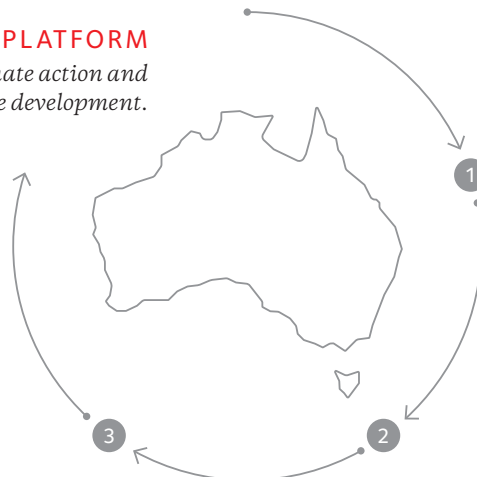 PLATFORM
ate action and
e development.
1
2
3